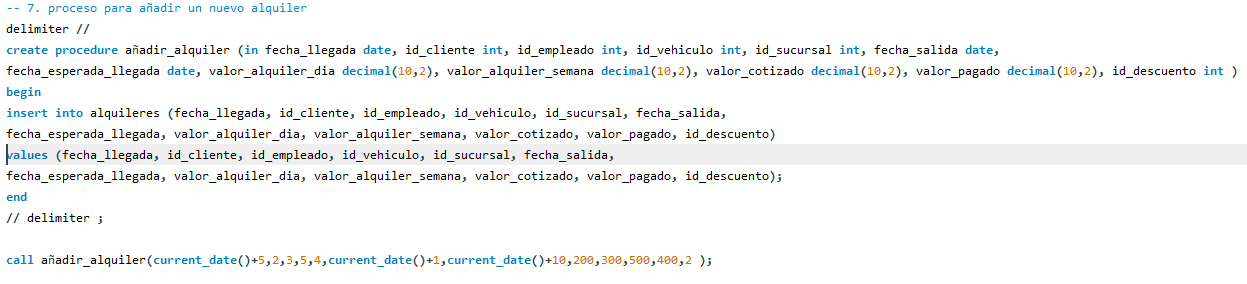 -- 7. proceso para añadir un nuevo alquiler
delimiter //
create procedure añadir_alquiler (in fecha_llegada date, id_cliente int, id_empleado int, id_vehiculo int, id_sucursal int, fecha_salida date,
fecha_esperada_llegada date, valor_alquiler_dia decimal(10,2), valor_alquiler_semana decimal(10,2), valor_cotizado decimal(10,2), valor_pagado decimal(10,2), id_descuento int )
begin
insert into alquileres (fecha_llegada, id_cliente, id_empleado, id_vehiculo, id_sucursal, fecha_salida,
fecha_esperada_llegada, valor_alquiler_dia, valor_alquiler_semana, valor_cotizado, valor_pagado, id_descuento)
values (fecha_llegada, id_cliente, id_empleado, id_vehiculo, id_sucursal, fecha_salida,
fecha_esperada_llegada, valor_alquiler_dia, valor_alquiler_semana, valor_cotizado, valor_pagado, id_descuento);
end
// delimiter ;
call añadir_alquiler(current_date()+5,2,3,5,4,current_date()+1,current_date()+10,200,300,500,400,2 );